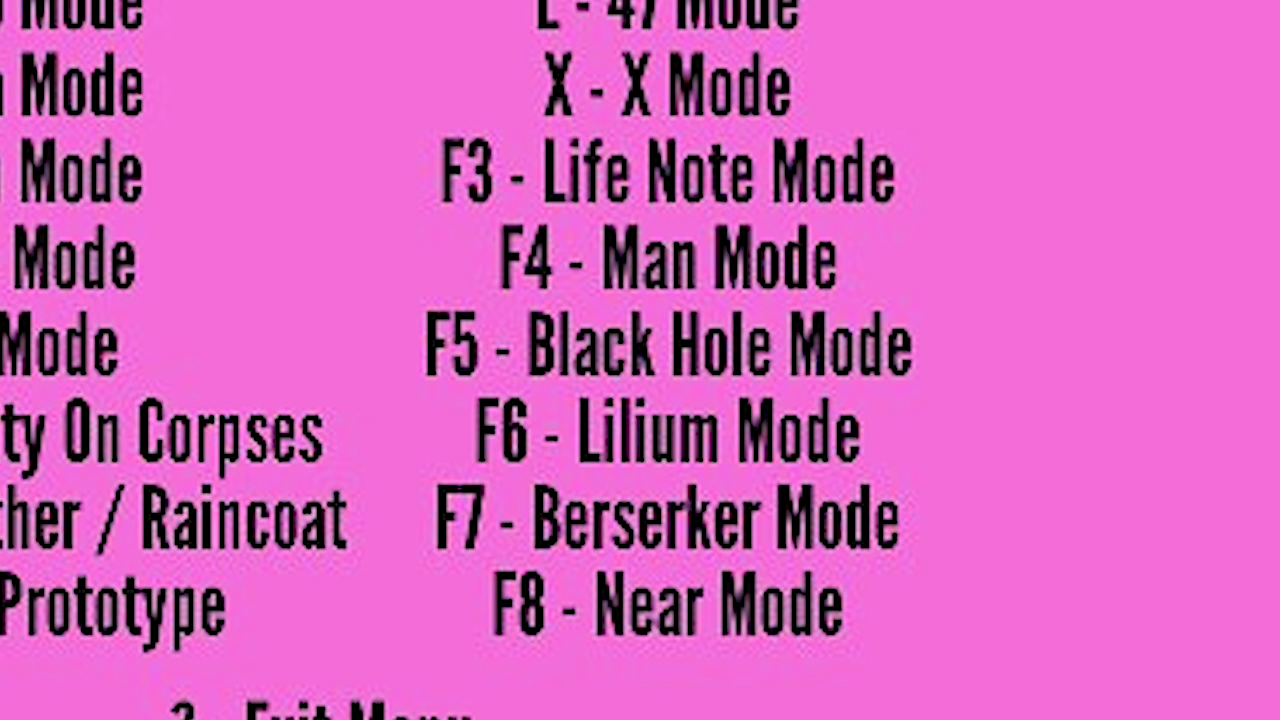 Mode
L - 47 Mode
Mode
X - X Mode
Mode
F3 - Life Note Mode
Mode
F4 - Man Mode
Mode
F5 - Black Hole Mode
ty On Corpses
F6 - Lilium Mode
ther / Raincoat
F7 - Berserker Mode
Prototype
F8 - Near Mode
- Exit Menu